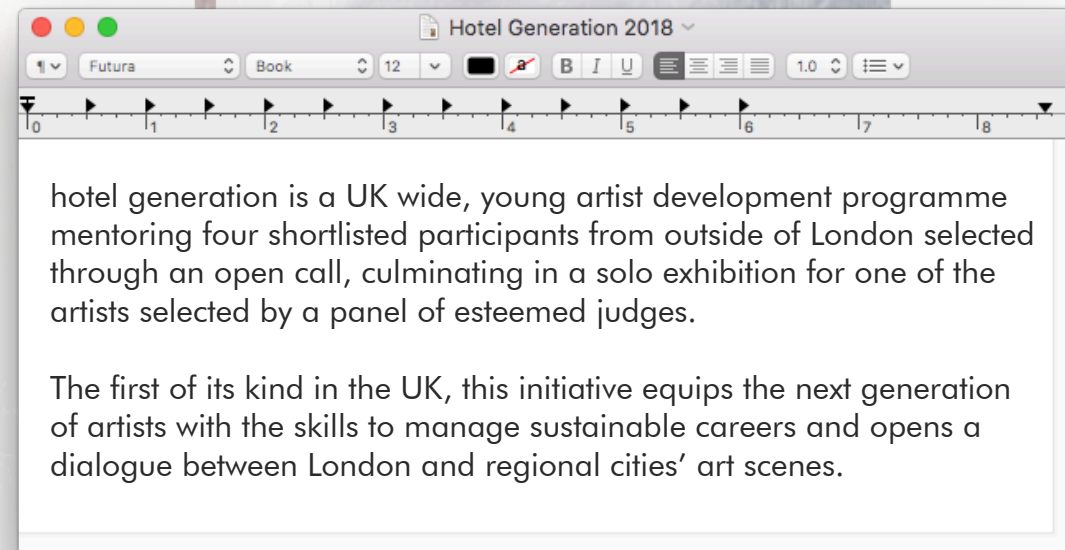 Hotel Generation 2018
¶ Futura Book 12 a B I U 1.0
0 1 2 3 4 5 6 7 8
hotel generation is a UK wide, young artist development programme
mentoring four shortlisted participants from outside of London selected
through an open call, culminating in a solo exhibition for one of the
artists selected by a panel of esteemed judges.
The first of its kind in the UK, this initiative equips the next generation
of artists with the skills to manage sustainable careers and opens a
dialogue between London and regional cities’ art scenes.